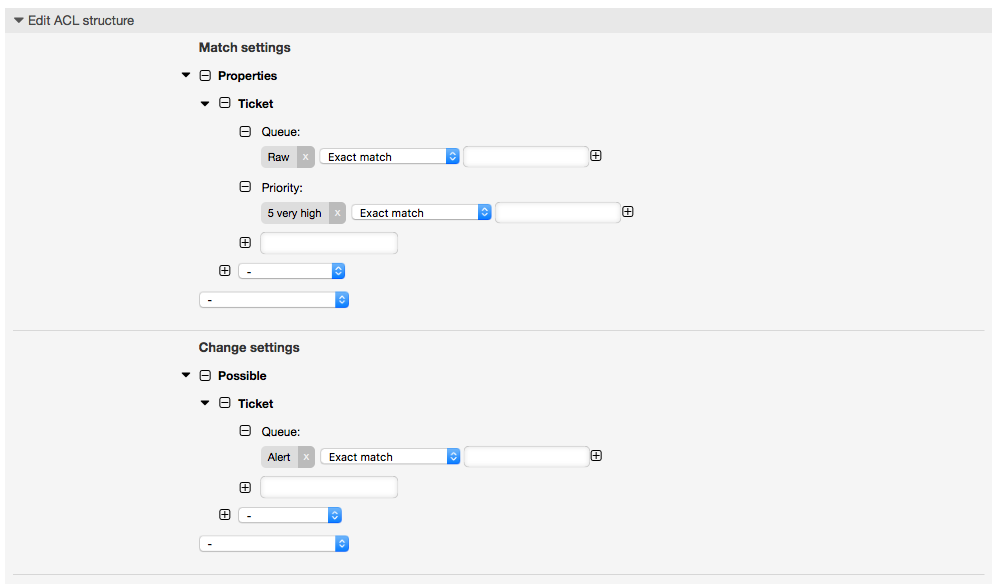 Edit ACL structure
Match settings
Properties
Ticket
Queue:
Raw x Exact match
Priority:
5 very high x Exact match
-
-
Change settings
Possible
Ticket
Queue:
Alert x Exact match
-
-